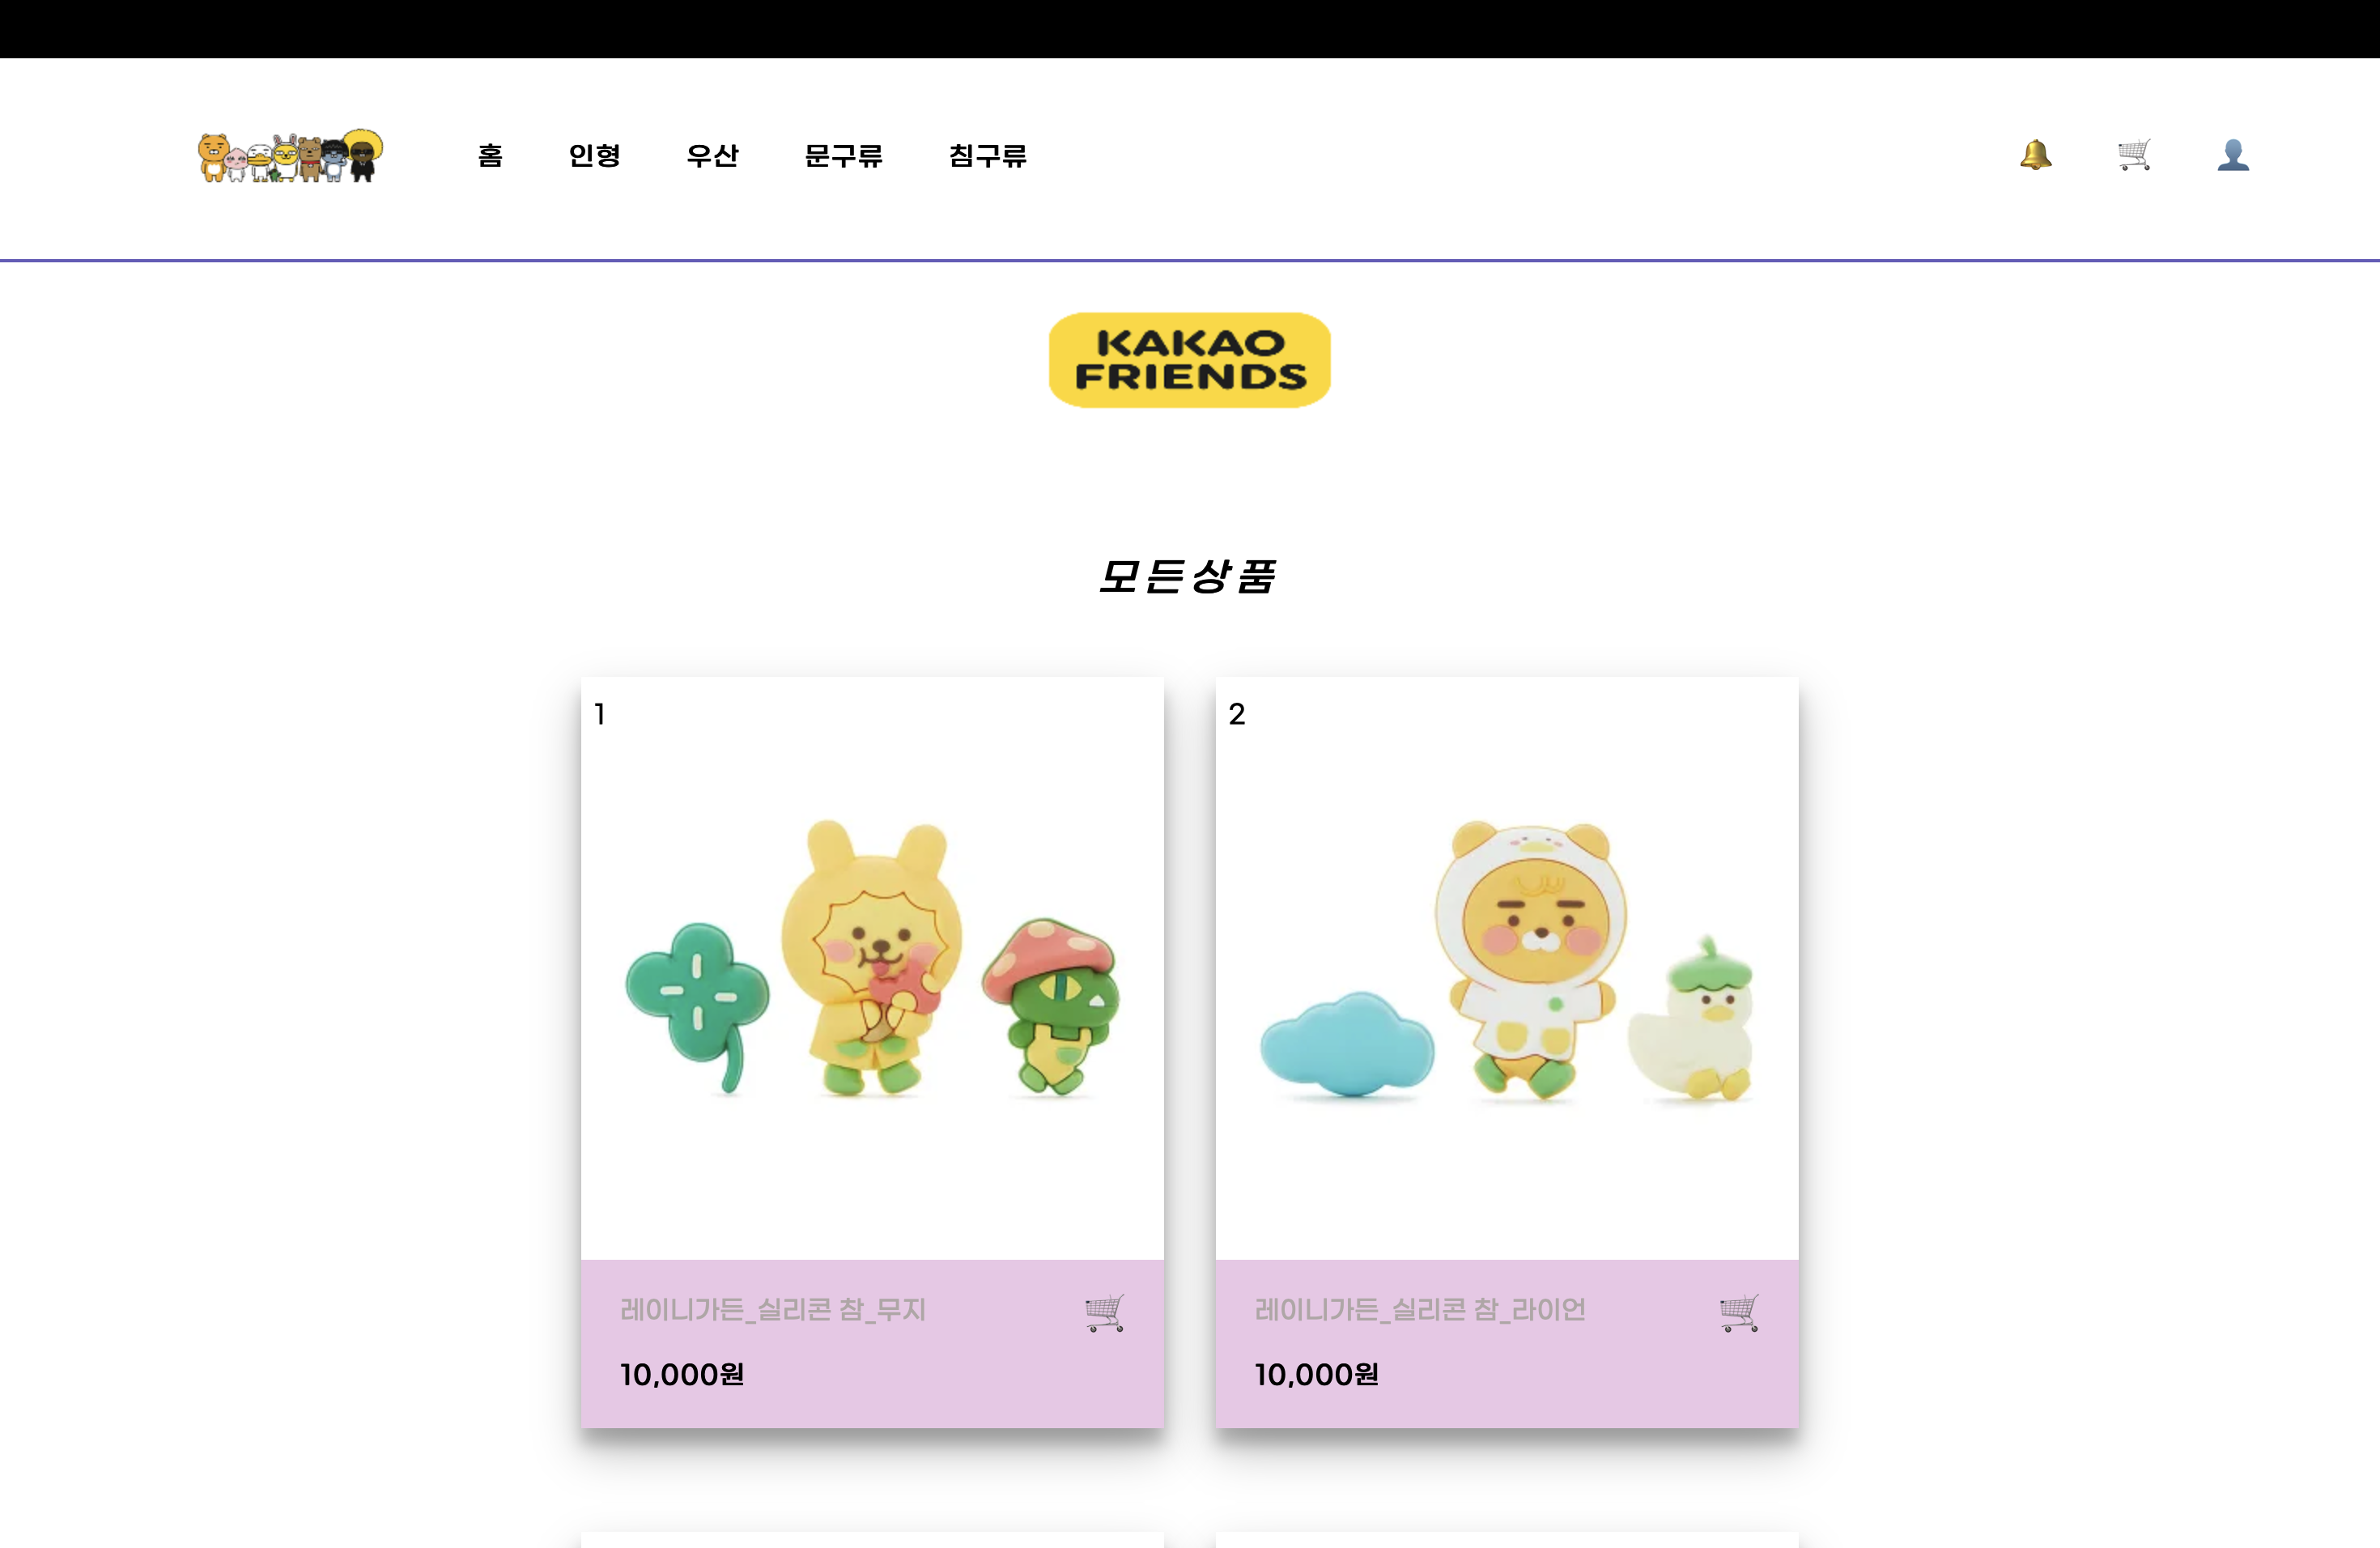 홈 인형 우산 문구류 침구류
KAKAO
FRIENDS
모든상품
1
2
레이니가든_실리콘 참_무지
10,000원
레이니가든_실리콘 참_라이언
10,000원